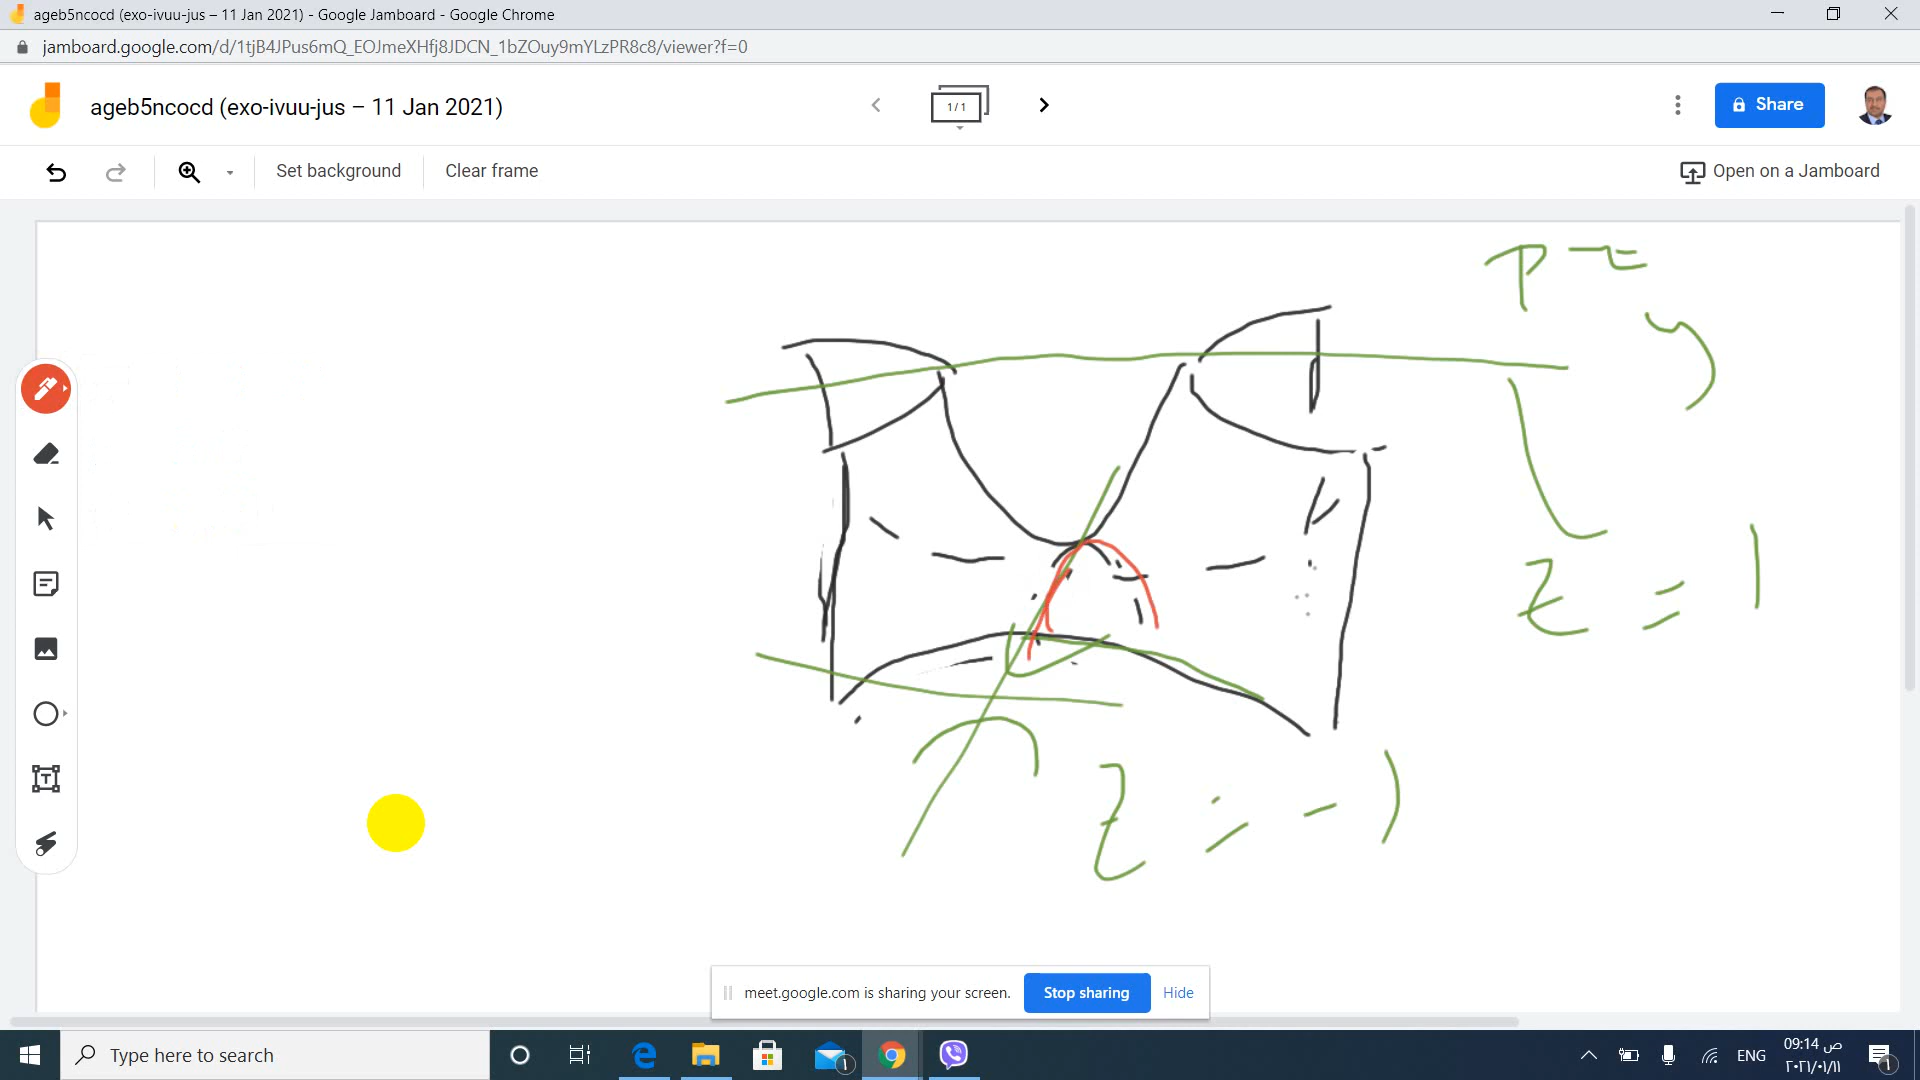 ageb5ncocd (exo-ivuu-jus – 11 Jan 2021) - Google Jamboard - Google Chrome
jamboard.google.com/d/1tjB4JPus6mQ_EOJmeXHfj8JDCN_1bZOuy9mYLzPR8c8/viewer?f=0
ageb5ncocd (exo-ivuu-jus – 11 Jan 2021)
1/1
Share
Set background
Clear frame
Open on a Jamboard
z = 1
z = -1
meet.google.com is sharing your screen.
Stop sharing
Hide
Type here to search
ENG
09:14 ص
٢٠٢١/٠١/١١